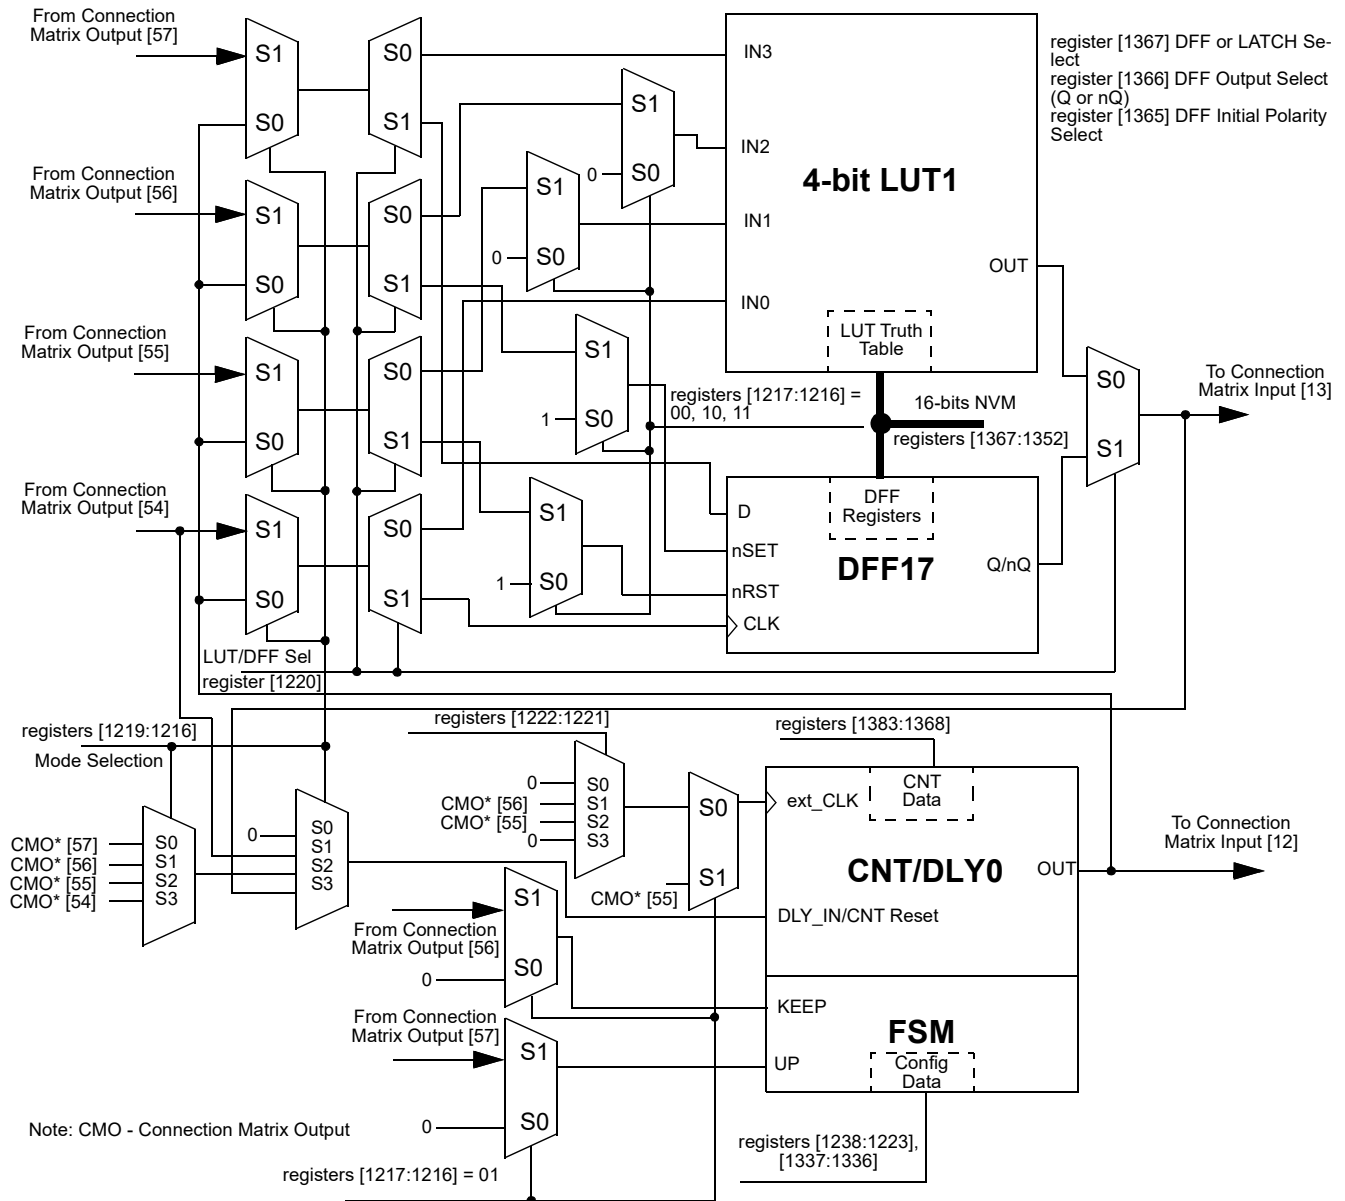 From Connection
Matrix Output [57]
S1
S0
S0
S1
From Connection
Matrix Output [56]
S1
S0
S0
S1
From Connection
Matrix Output [55]
S1
S0
S0
S1
From Connection
Matrix Output [54]
S1
S0
S0
S1
S1
0
S0
S1
0
S0
S1
1
S0
S1
1
S0
IN3
IN2
IN1
IN0
4-bit LUT1
OUT
LUT Truth
Table
register [1367] DFF or LATCH Se-
lect
register [1366] DFF Output Select
(Q or nQ)
register [1365] DFF Initial Polarity
Select
registers [1217:1216] =
00, 10, 11
16-bits NVM
registers [1367:1352]
S0
S1
To Connection
Matrix Input [13]
DFF
Registers
D
nSET
nRST
CLK
DFF17
Q/nQ
LUT/DFF Sel
register [1220]
registers [1219:1216]
Mode Selection
CMO* [57]
CMO* [56]
CMO* [55]
CMO* [54]
S0
S1
S2
S3
0
S0
S1
S2
S3
registers [1222:1221]
0
CMO* [56]
CMO* [55]
0
S0
S1
S2
S3
S0
S1
CMO* [55]
registers [1383:1368]
CNT
Data
ext_CLK
CNT/DLY0
OUT
DLY_IN/CNT Reset
To Connection
Matrix Input [12]
From Connection
Matrix Output [56]
S1
0
S0
From Connection
Matrix Output [57]
S1
0
S0
KEEP
FSM
UP
Config
Data
registers [1238:1223],
[1337:1336]
Note: CMO - Connection Matrix Output
registers [1217:1216] = 01